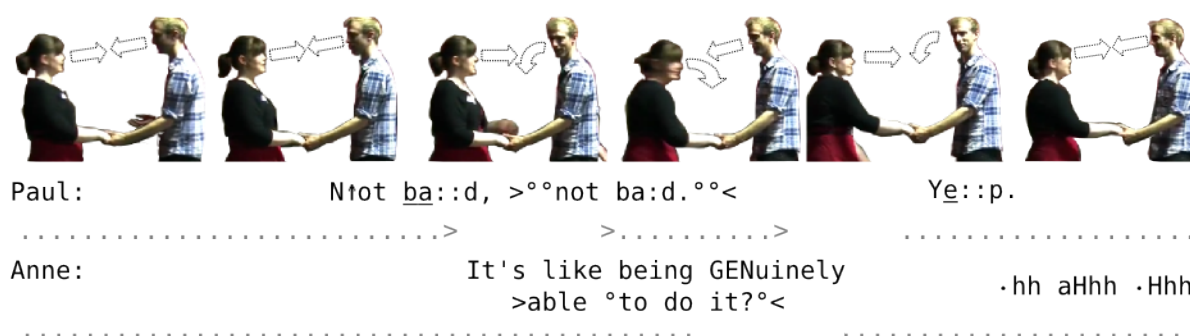 Paul: N↑ot ba::d, >°°not ba:d.°°< Ye::p.
...........................> >..........> ...................
Anne: It's like being GENuinely ·hh aHhh ·Hhh
>able °to do it?°<
............................................ .......................